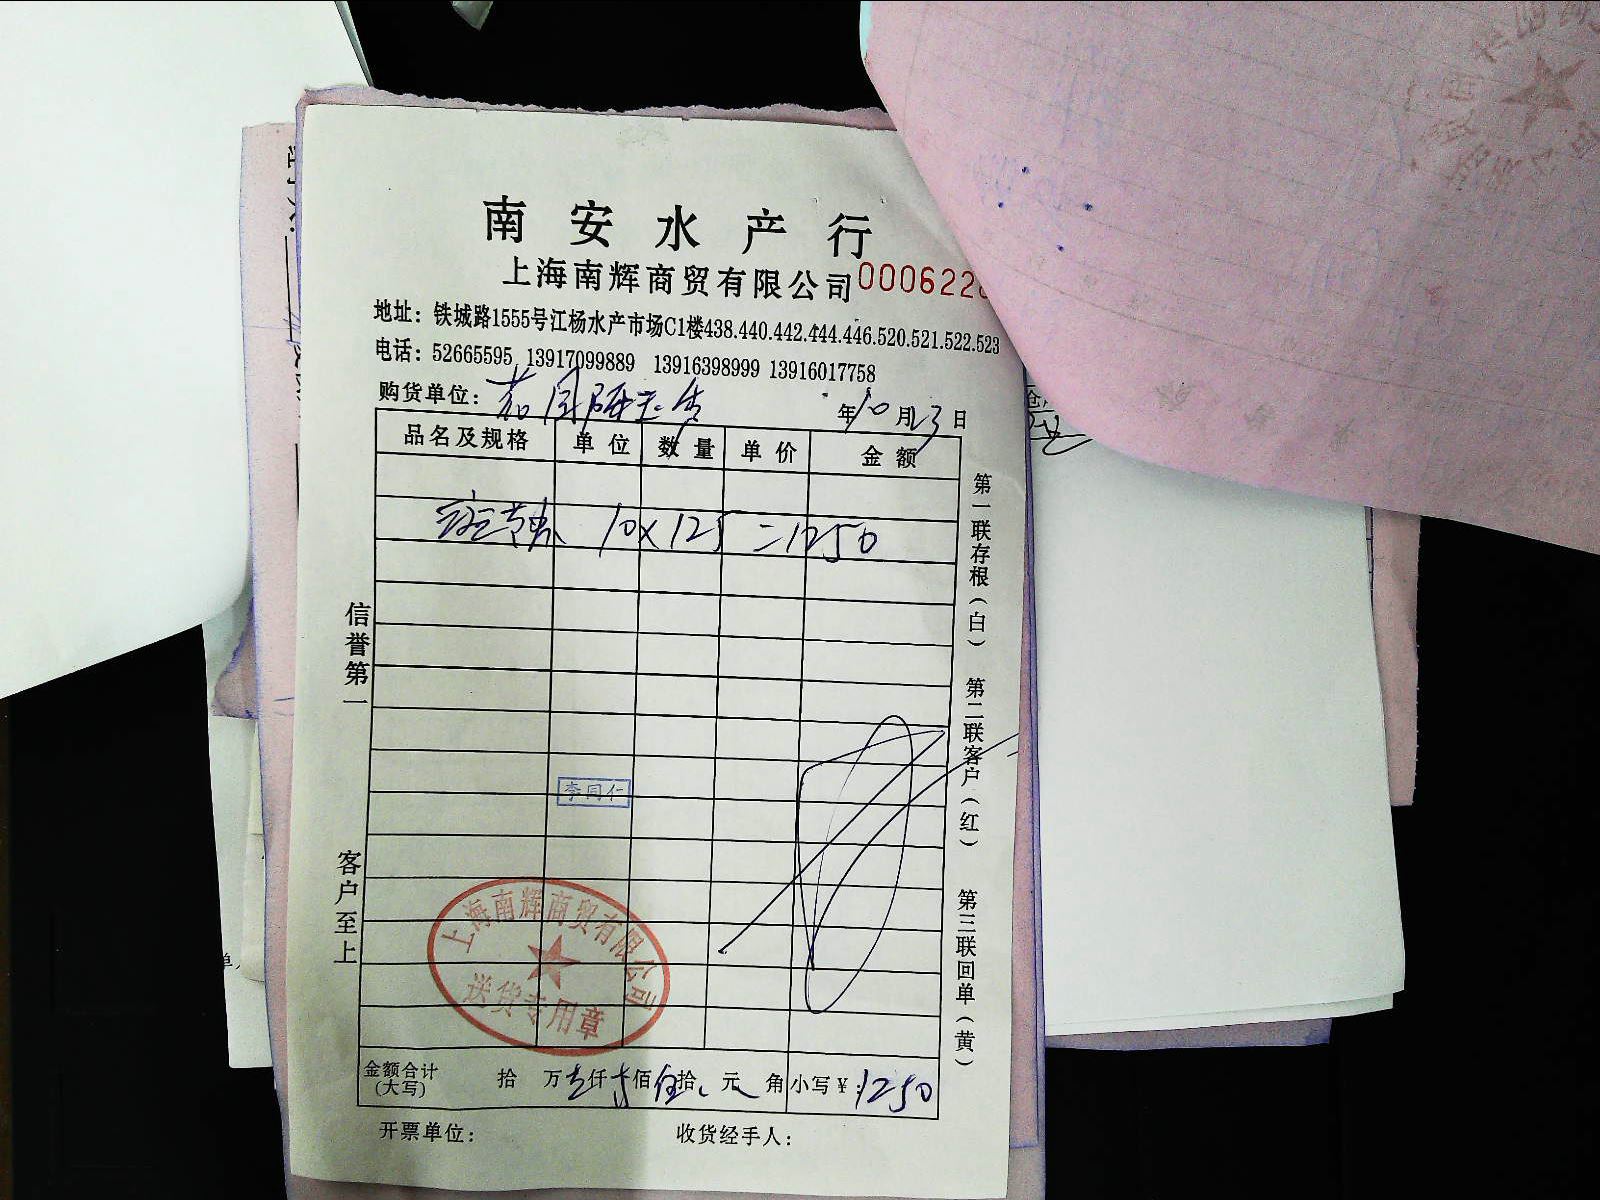 南安水产行
上海南辉商贸有限公司 000622
地址：铁城路1555号江杨水产市场C1楼438.440.442.444.446.520.521.522.523
电话：52665595 13917099889 13916398999 13916017758
购货单位：
年10月23日
品名及规格 单位 数量 单价 金额
10×125=1250
信誉第一
客户至上
第一联存根（白）
第二联客户（红）
第三联回单（黄）
李同仁
上海南辉商贸有限公司
送货专用章
金额合计 拾 万 仟 佰伍拾 元 角 小写￥：1250
(大写)
开票单位： 收货经手人：